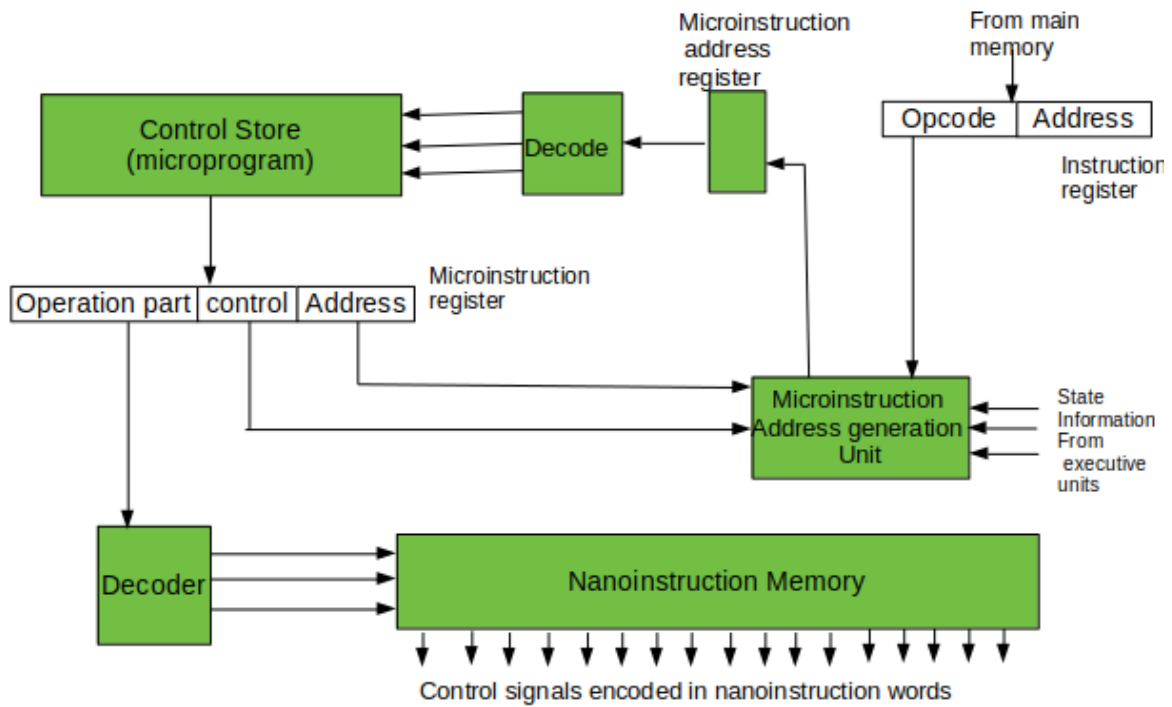 Microinstruction
address
register
From main
memory
Control Store
(microprogram)
Decode
Opcode
Address
Instruction
register
Operation part
control
Address
Microinstruction
register
Microinstruction
Address generation
Unit
State
Information
From
executive
units
Decoder
Nanoinstruction Memory
Control signals encoded in nanoinstruction words